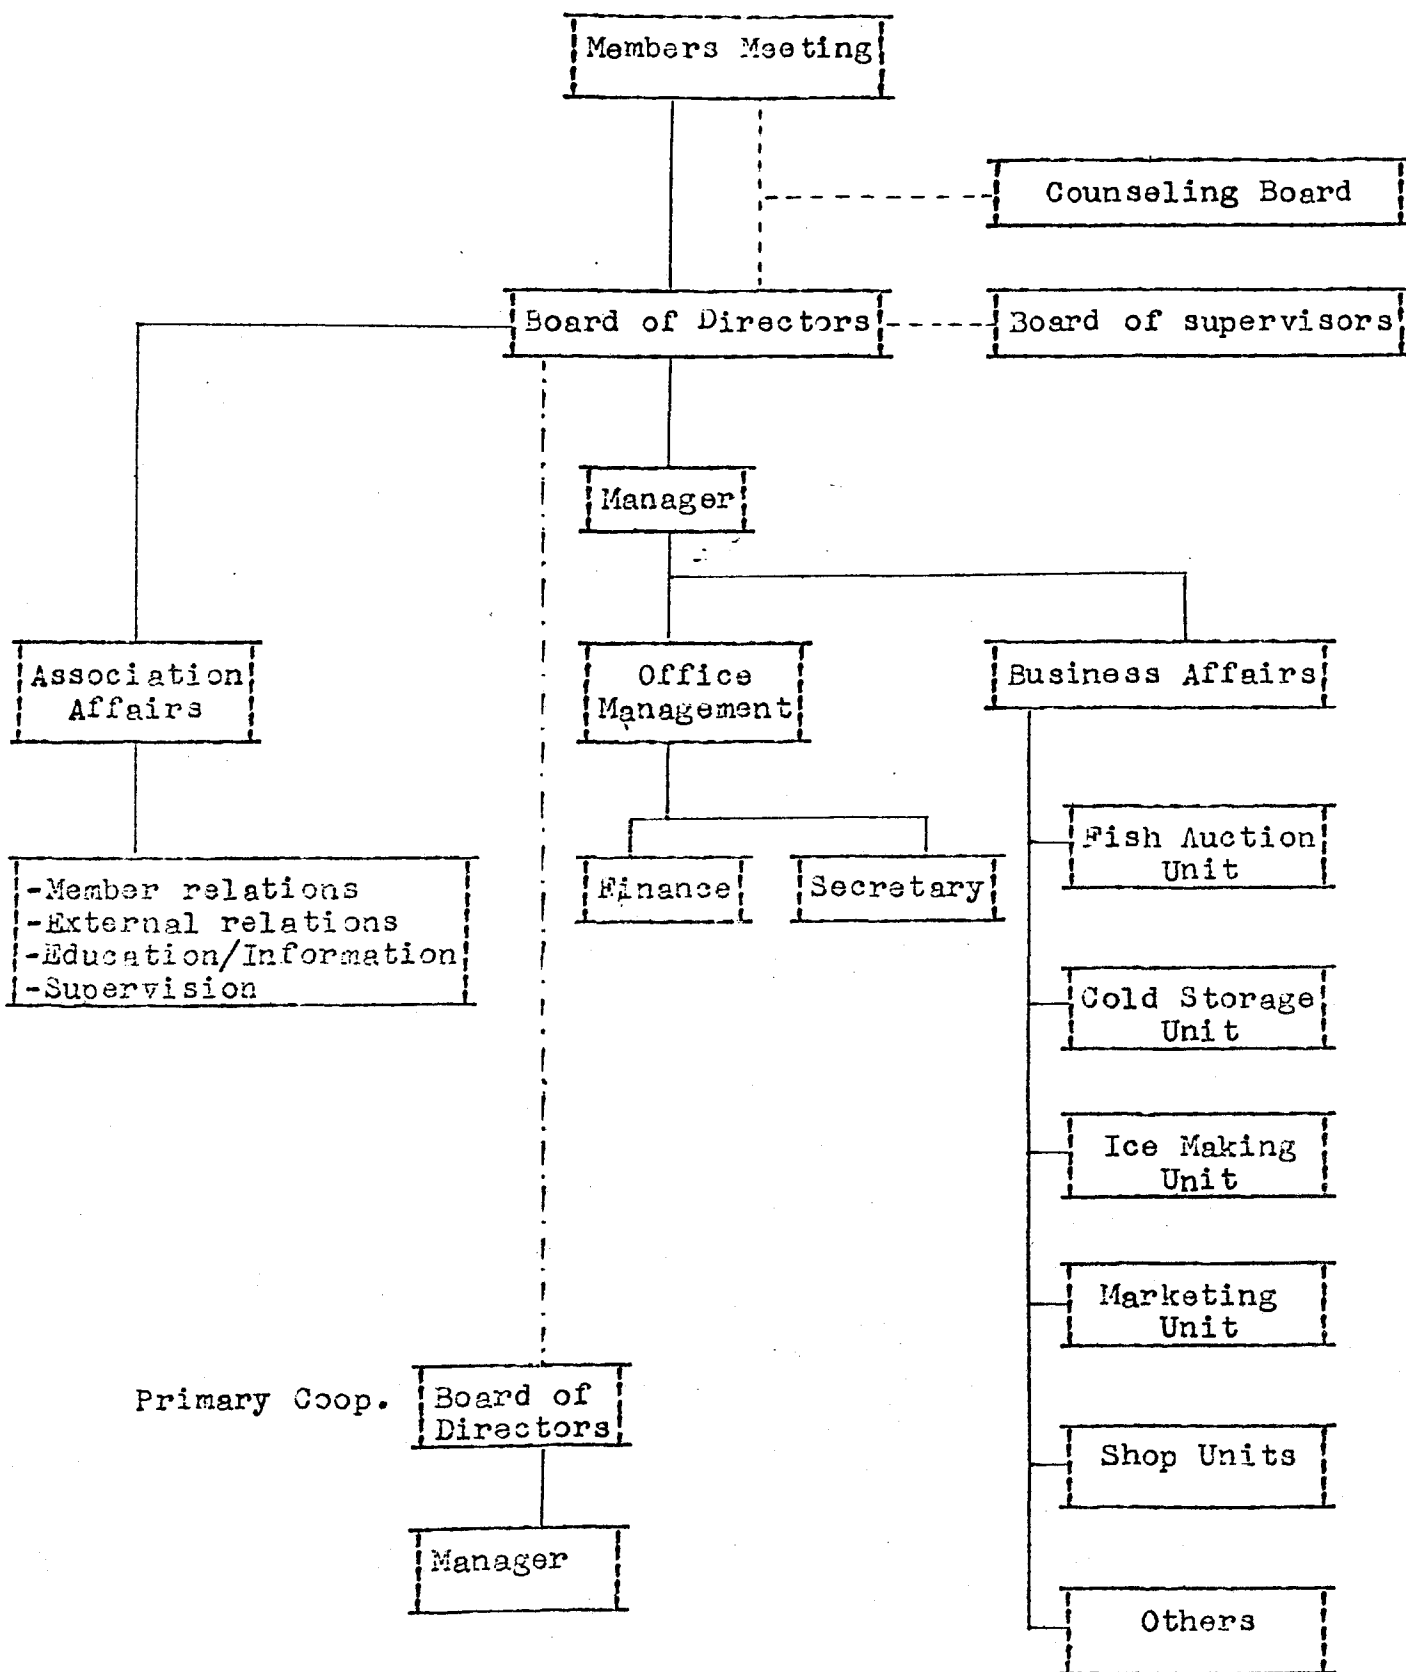 Members Meeting
Counseling Board
Board of Directors
Board of supervisors
Manager
Association
Affairs
Office
Management
Business Affairs
-Member relations
-External relations
-Education/Information
-Supervision
Finance
Secretary
Fish Auction
Unit
Cold Storage
Unit
Ice Making
Unit
Marketing
Unit
Primary Coop.
Board of
Directors
Shop Units
Manager
Others